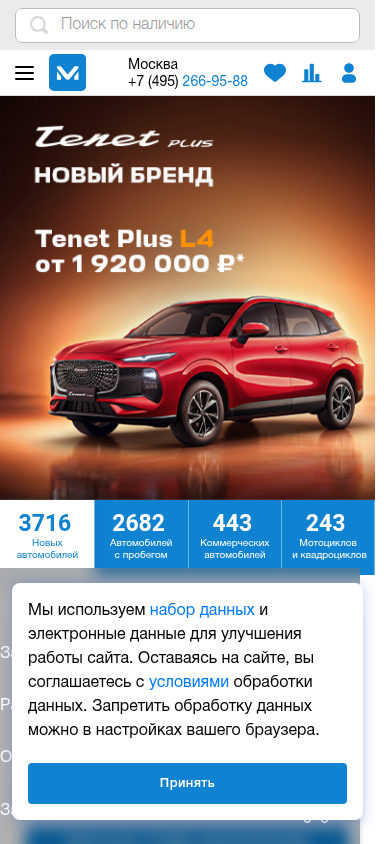 Поиск по наличию
Москва
+7 (495) 266-95-88
Tenet PLUS
НОВЫЙ БРЕНД
Tenet Plus L4
от 1 920 000 ₽*
3716
Новых
автомобилей
2682
Автомобилей
с пробегом
443
Коммерческих
автомобилей
243
Мотоциклов
и квадроциклов
Мы используем набор данных и
электронные данные для улучшения
работы сайта. Оставаясь на сайте, вы
соглашаетесь с условиями обработки
данных. Запретить обработку данных
можно в настройках вашего браузера.
Принять